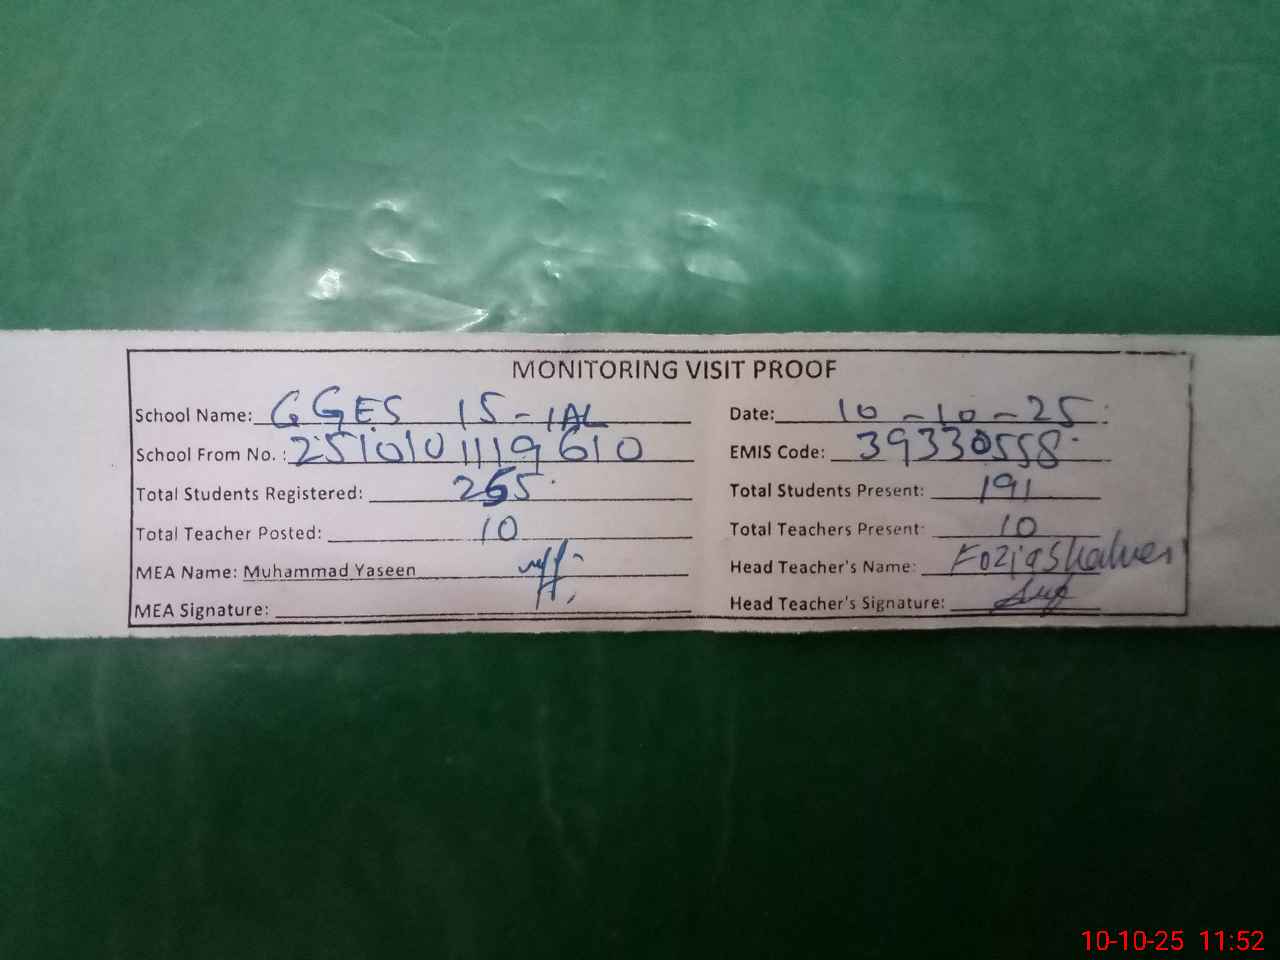 MONITORING VISIT PROOF
School Name: GGES 15-1AL Date: 10-10-25
School From No. : 2510101119610 EMIS Code: 39330558
Total Students Registered: 265 Total Students Present: 191
Total Teacher Posted: 10 Total Teachers Present: 10
MEA Name: Muhammad Yaseen Head Teacher's Name: Fozia
MEA Signature: Head Teacher's Signature:
10-10-25 11:52